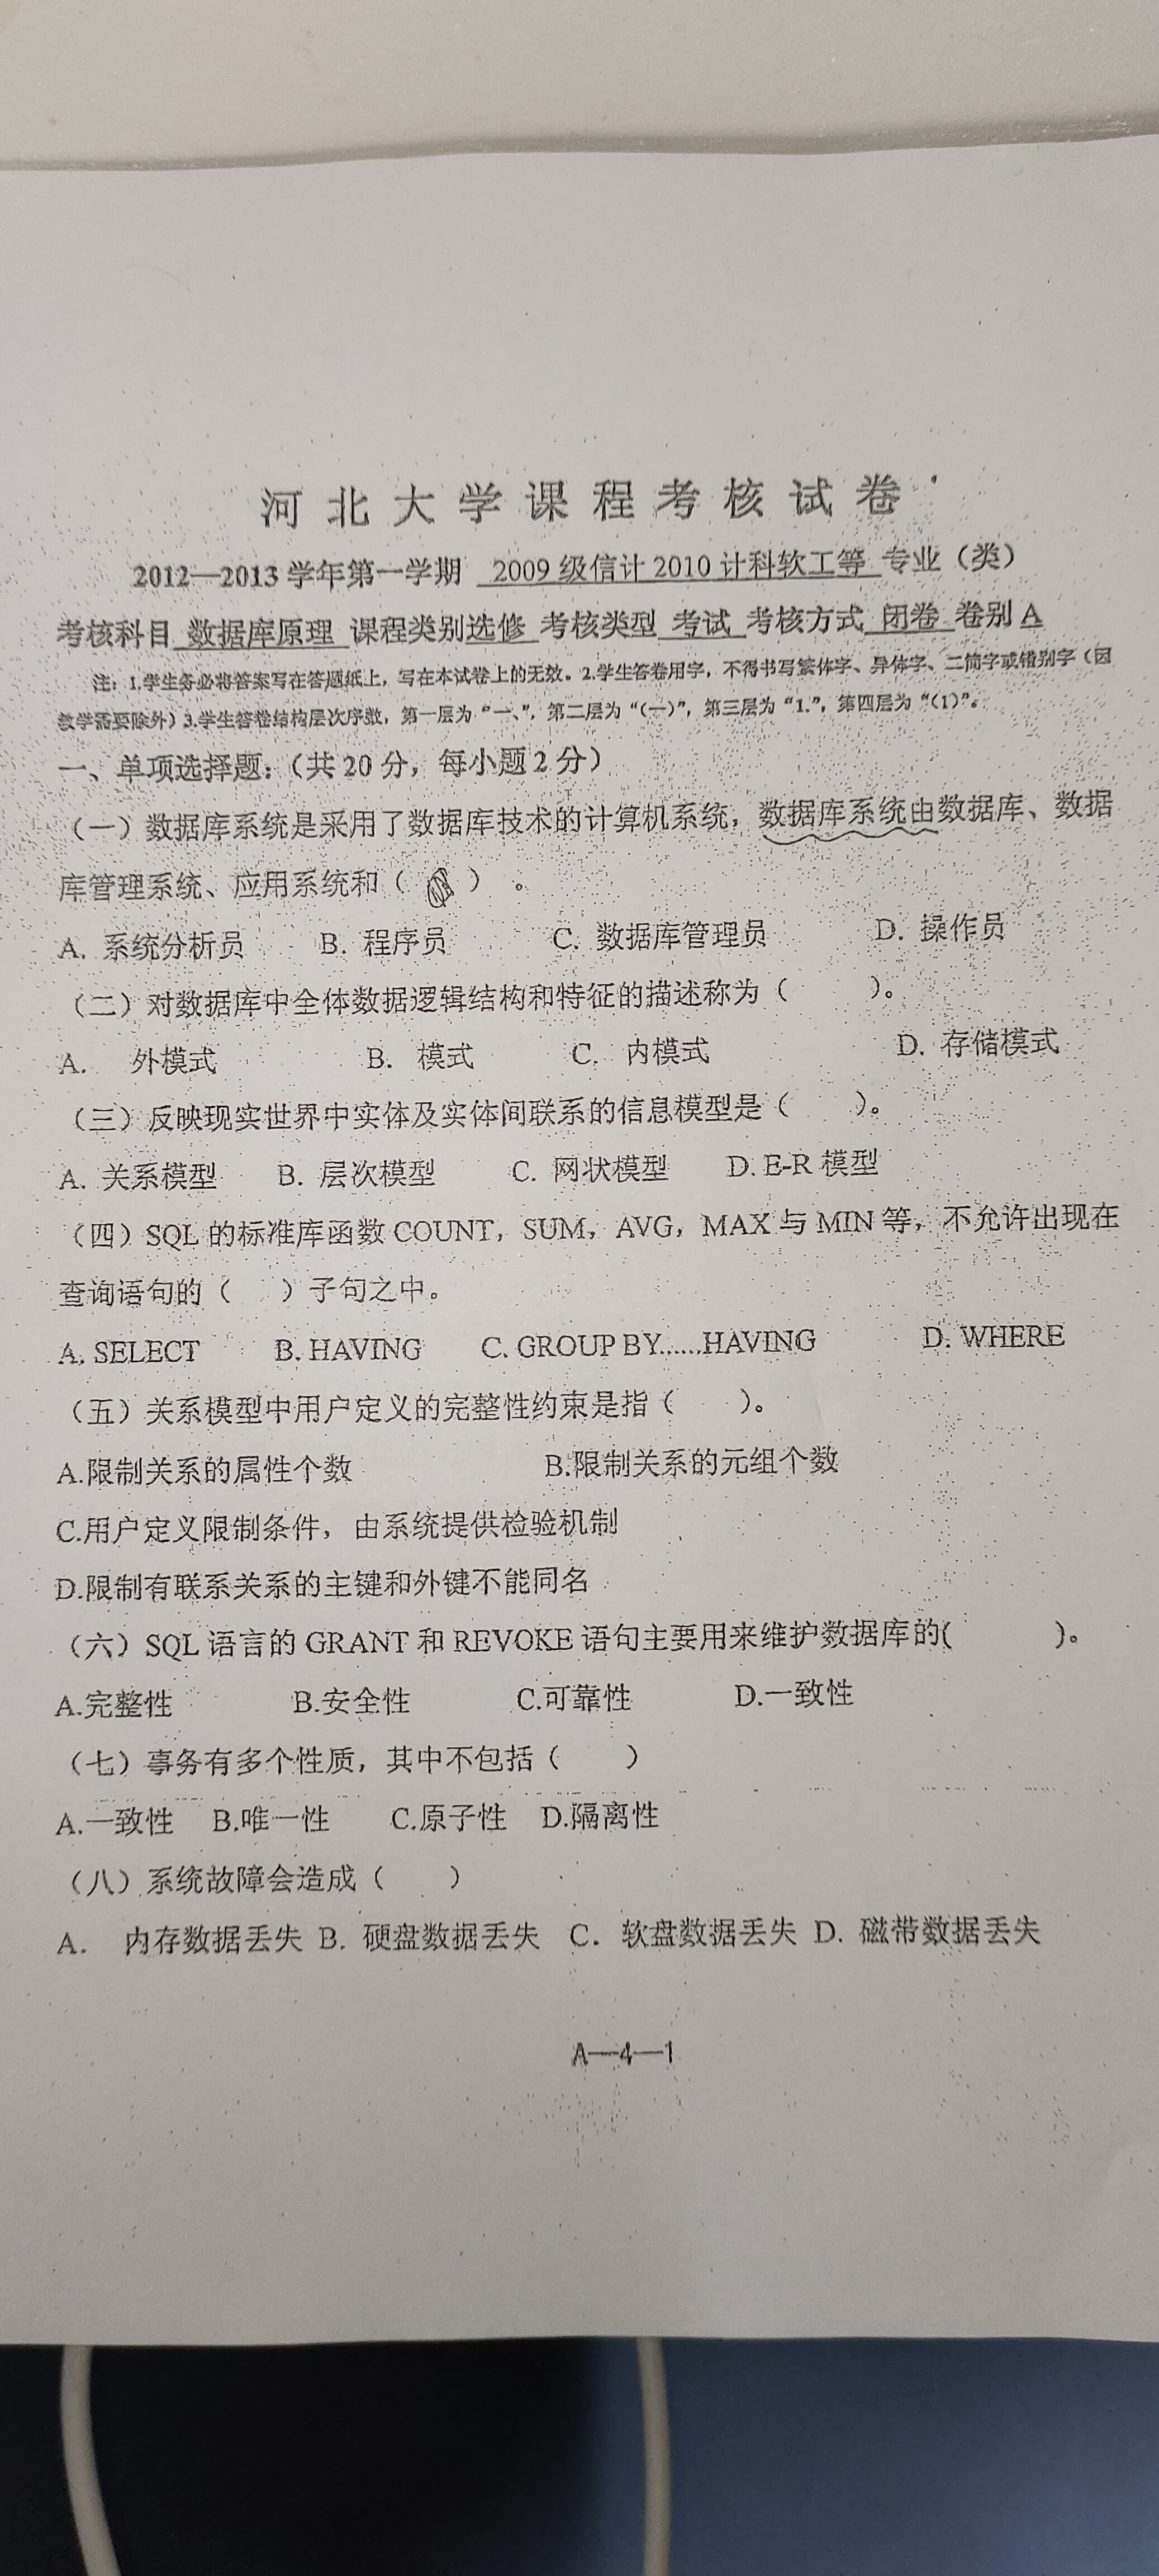 河北大学课程考核试卷
2012—2013 学年第一学期 2009 级信计 2010 计科软工等 专业（类）
考核科目 数据库原理 课程类别选修 考核类型 考试 考核方式 闭卷 卷别 A
注：1.学生务必将答案写在答题纸上，写在本试卷上的无效。2.学生答卷用字，不得书写繁体字、异体字、二简字或错别字（因
教学需要除外）3.学生答卷结构层次序数，第一层为“一、”，第二层为“（一）”，第三层为“1.”，第四层为“（1）”。
一、单项选择题：（共 20 分，每小题 2 分）
（一）数据库系统是采用了数据库技术的计算机系统，数据库系统由数据库、数据
库管理系统、应用系统和（ ） 。
A. 系统分析员 B. 程序员 C. 数据库管理员 D. 操作员
（二）对数据库中全体数据逻辑结构和特征的描述称为（ ）。
A. 外模式 B. 模式 C. 内模式 D. 存储模式
（三）反映现实世界中实体及实体间联系的信息模型是（ ）。
A. 关系模型 B. 层次模型 C. 网状模型 D. E-R 模型
（四）SQL 的标准库函数 COUNT，SUM，AVG，MAX 与 MIN 等，不允许出现在
查询语句的（ ）子句之中。
A. SELECT B. HAVING C. GROUP BY……HAVING D. WHERE
（五）关系模型中用户定义的完整性约束是指（ ）。
A.限制关系的属性个数 B.限制关系的元组个数
C.用户定义限制条件，由系统提供检验机制
D.限制有联系关系的主键和外键不能同名
（六）SQL 语言的 GRANT 和 REVOKE 语句主要用来维护数据库的( )。
A.完整性 B.安全性 C.可靠性 D.一致性
（七）事务有多个性质，其中不包括（ ）
A.一致性 B.唯一性 C.原子性 D.隔离性
（八）系统故障会造成（ ）
A. 内存数据丢失 B. 硬盘数据丢失 C. 软盘数据丢失 D. 磁带数据丢失
A—4—1